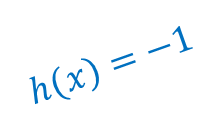 h(x) = −1